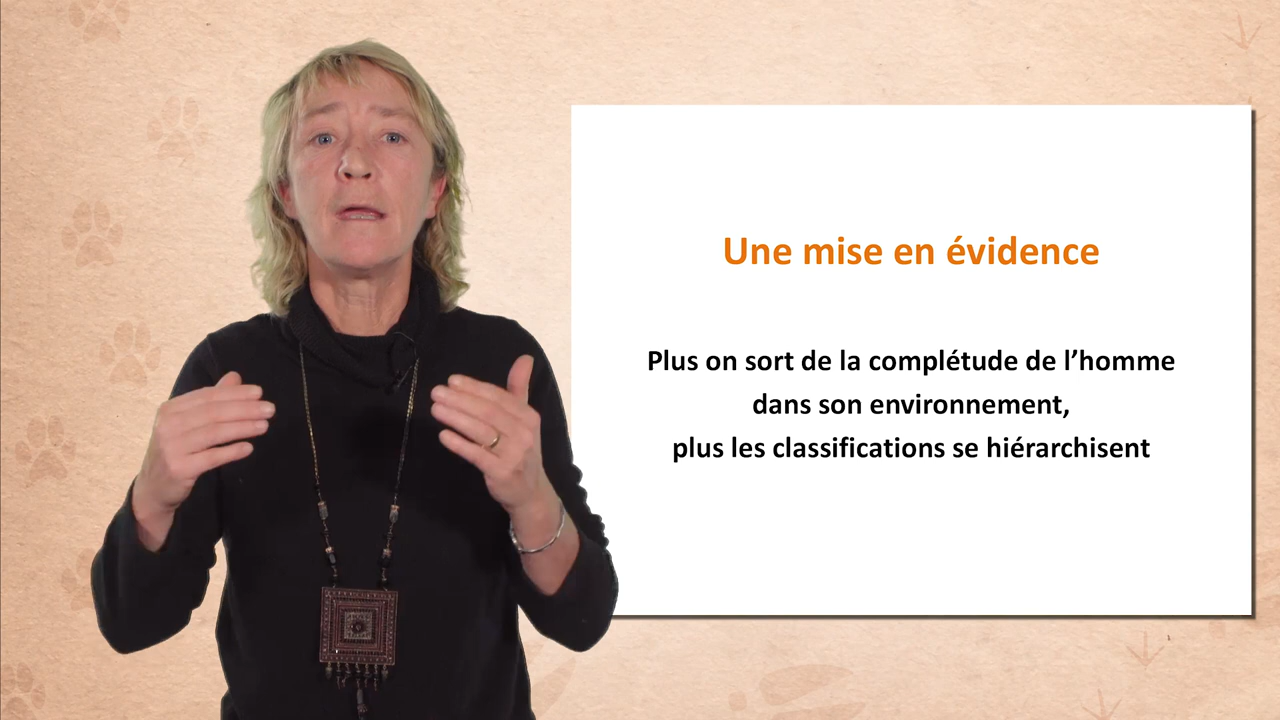 Une mise en évidence
Plus on sort de la complétude de l’homme
dans son environnement,
plus les classifications se hiérarchisent